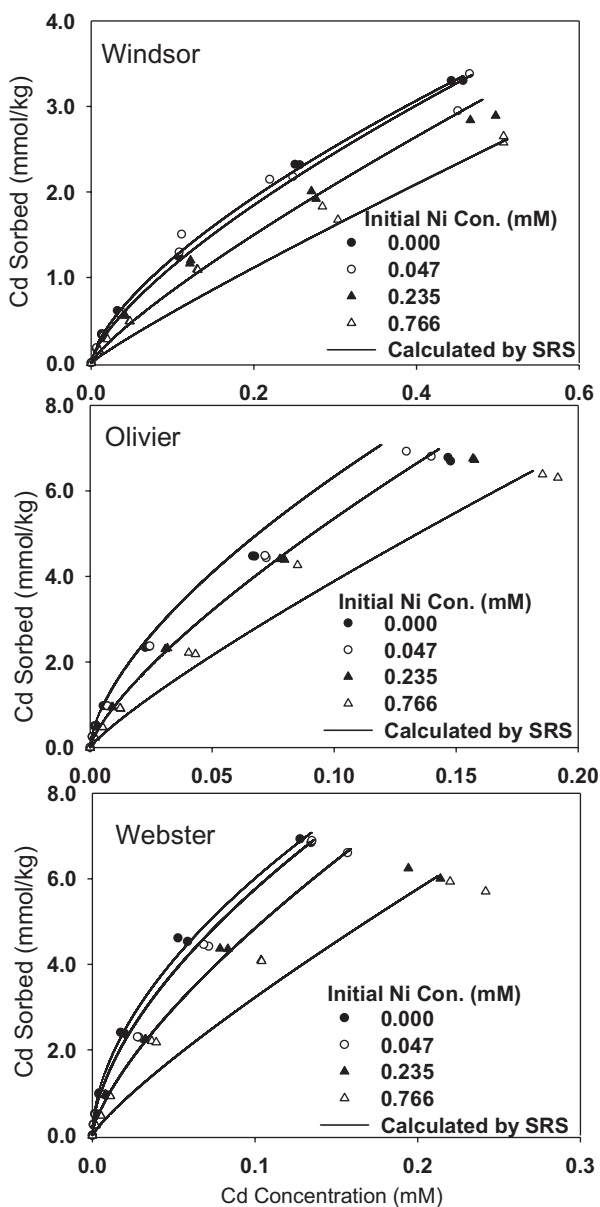 Windsor
Cd Sorbed (mmol/kg)
4.0
3.0
2.0
1.0
0.0
Initial Ni Con. (mM)
0.000
0.047
0.235
0.766
Calculated by SRS
0.0 0.2 0.4 0.6
Olivier
Cd Sorbed (mmol/kg)
8.0
6.0
4.0
2.0
0.0
Initial Ni Con. (mM)
0.000
0.047
0.235
0.766
Calculated by SRS
0.00 0.05 0.10 0.15 0.20
Webster
Cd Sorbed (mmol/kg)
8.0
6.0
4.0
2.0
0.0
Initial Ni Con. (mM)
0.000
0.047
0.235
0.766
Calculated by SRS
0.0 0.1 0.2 0.3
Cd Concentration (mM)